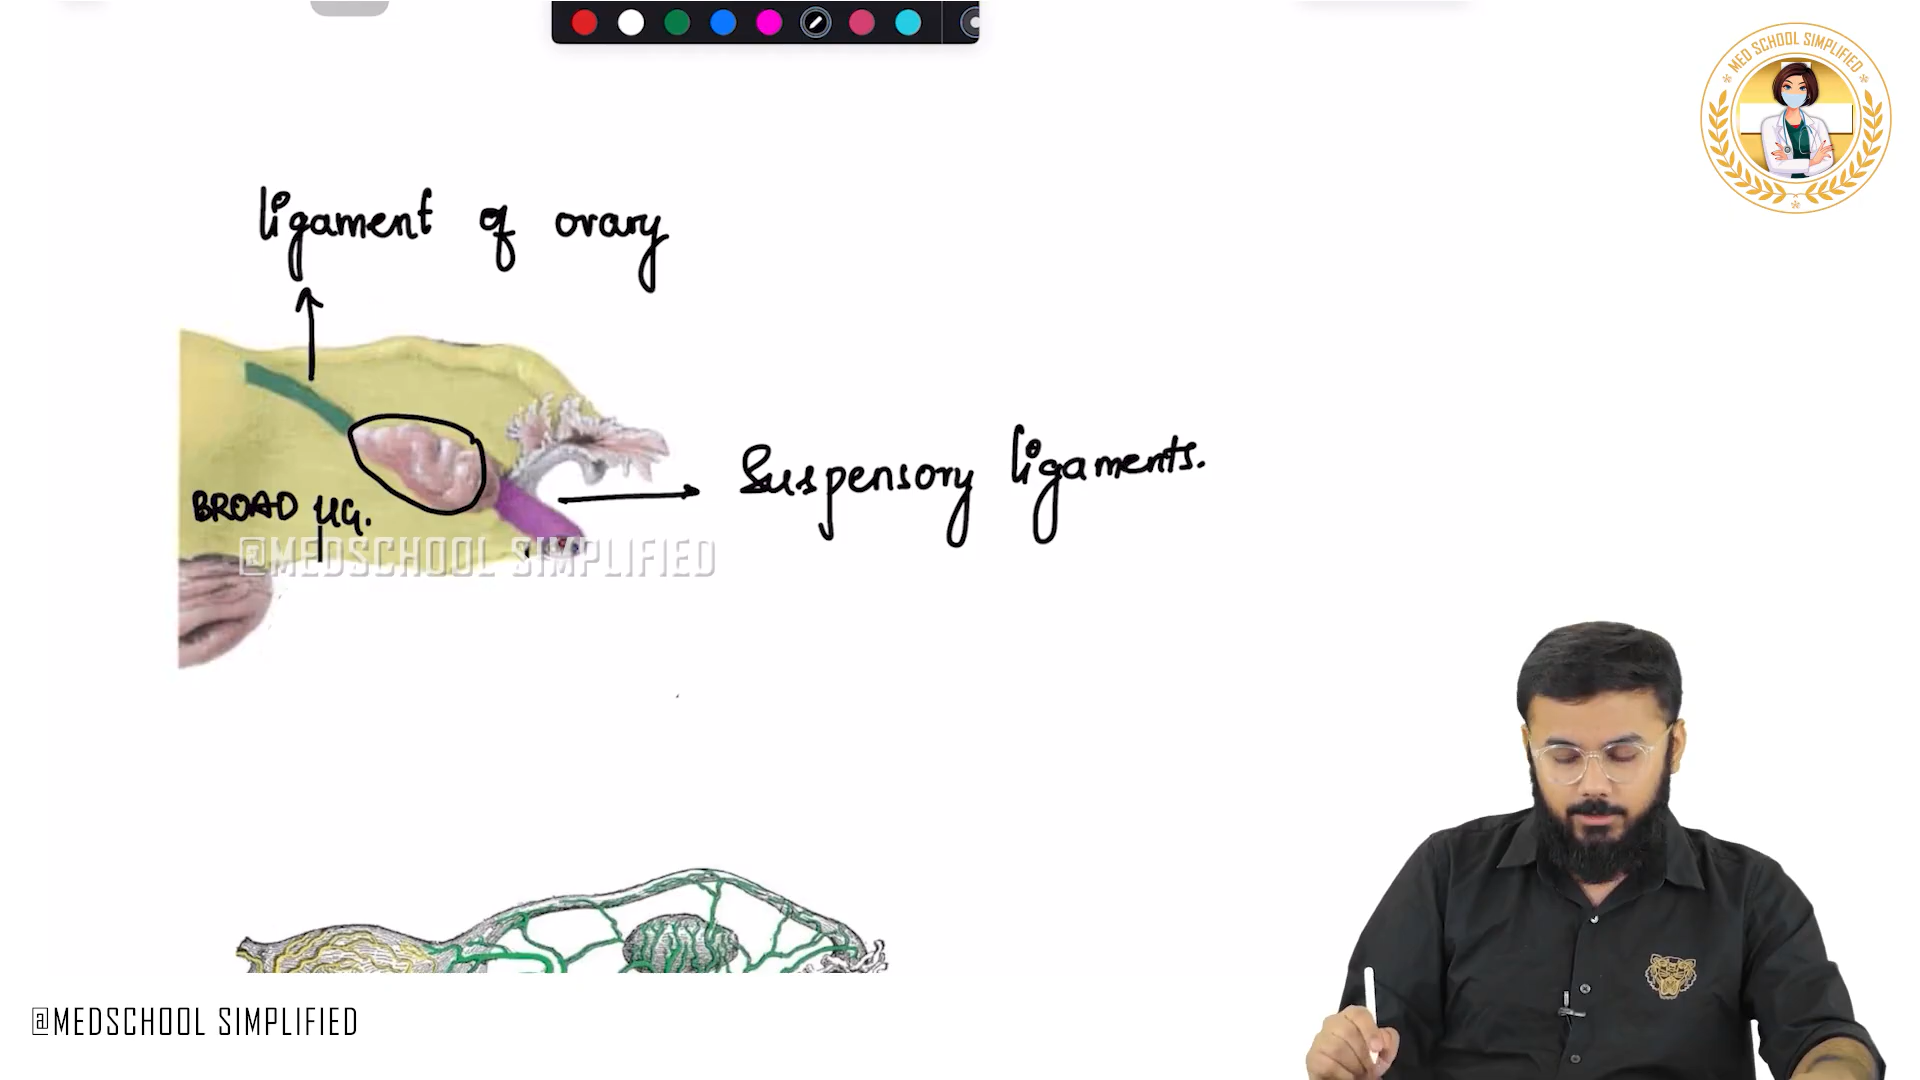 MED SCHOOL SIMPLIFIED
ligament of ovary
Suspensory ligaments.
BROAD LIG.
@MEDSCHOOL SIMPLIFIED
@MEDSCHOOL SIMPLIFIED